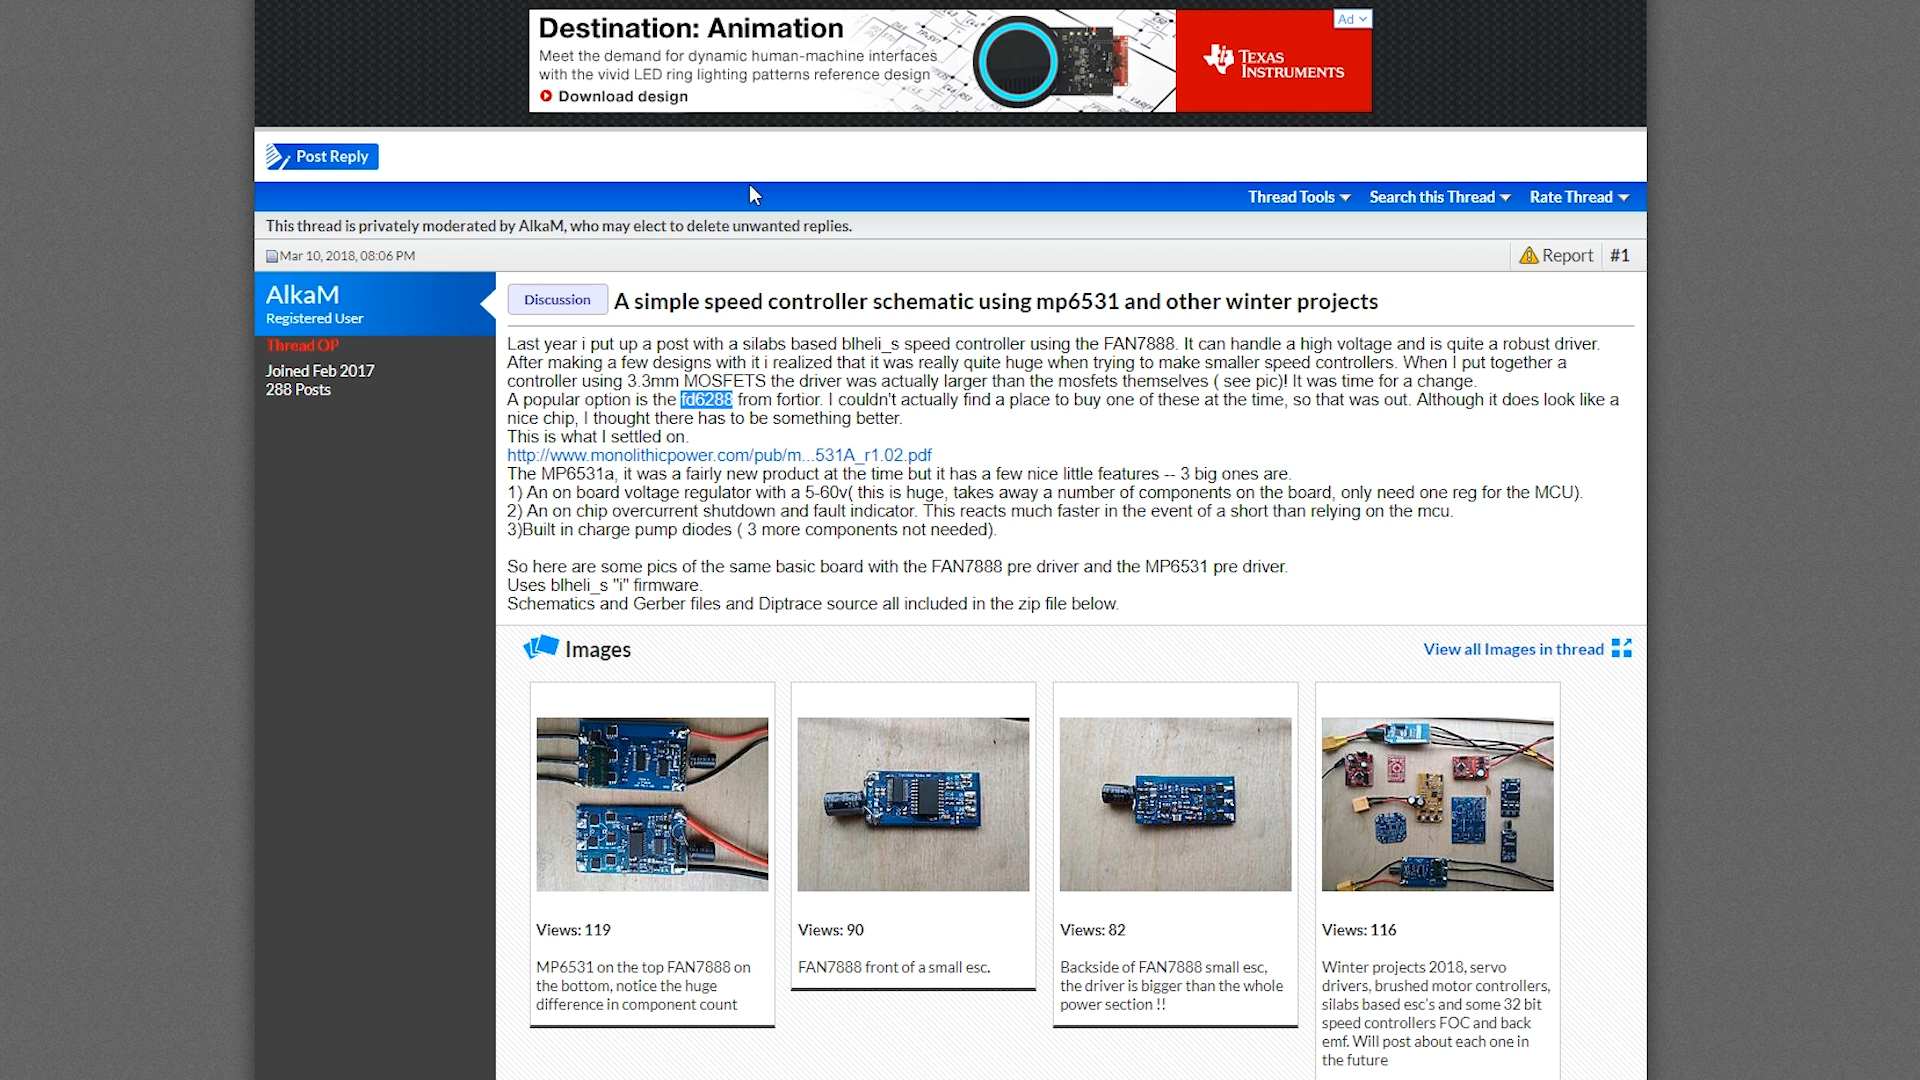 Destination: Animation
Meet the demand for dynamic human-machine interfaces
with the vivid LED ring lighting patterns reference design
Download design
Texas
Instruments
Ad
Post Reply
Thread Tools
Search this Thread
Rate Thread
This thread is privately moderated by AlkaM, who may elect to delete unwanted replies.
Mar 10, 2018, 08:06 PM
Report
#1
AlkaM
Registered User
Thread OP
Joined Feb 2017
288 Posts
Discussion
A simple speed controller schematic using mp6531 and other winter projects
Last year i put up a post with a silabs based blheli_s speed controller using the FAN7888. It can handle a high voltage and is quite a robust driver.
After making a few designs with it i realized that it was really quite huge when trying to make smaller speed controllers. When I put together a
controller using 3.3mm MOSFETS the driver was actually larger than the mosfets themselves ( see pic)! It was time for a change.
A popular option is the fd6288 from fortior. I couldn't actually find a place to buy one of these at the time, so that was out. Although it does look like a
nice chip, I thought there has to be something better.
This is what I settled on.
http://www.monolithicpower.com/pub/m...531A_r1.02.pdf
The MP6531a, it was a fairly new product at the time but it has a few nice little features -- 3 big ones are.
1) An on board voltage regulator with a 5-60v( this is huge, takes away a number of components on the board, only need one reg for the MCU).
2) An on chip overcurrent shutdown and fault indicator. This reacts much faster in the event of a short than relying on the mcu.
3)Built in charge pump diodes ( 3 more components not needed).
So here are some pics of the same basic board with the FAN7888 pre driver and the MP6531 pre driver.
Uses blheli_s "i" firmware.
Schematics and Gerber files and Diptrace source all included in the zip file below.
Images
View all Images in thread
Views: 119
MP6531 on the top FAN7888 on
the bottom, notice the huge
difference in component count
Views: 90
FAN7888 front of a small esc.
Views: 82
Backside of FAN7888 small esc,
the driver is bigger than the whole
power section !!
Views: 116
Winter projects 2018, servo
drivers, brushed motor controllers,
silabs based esc's and some 32 bit
speed controllers FOC and back
emf. Will post about each one in
the future